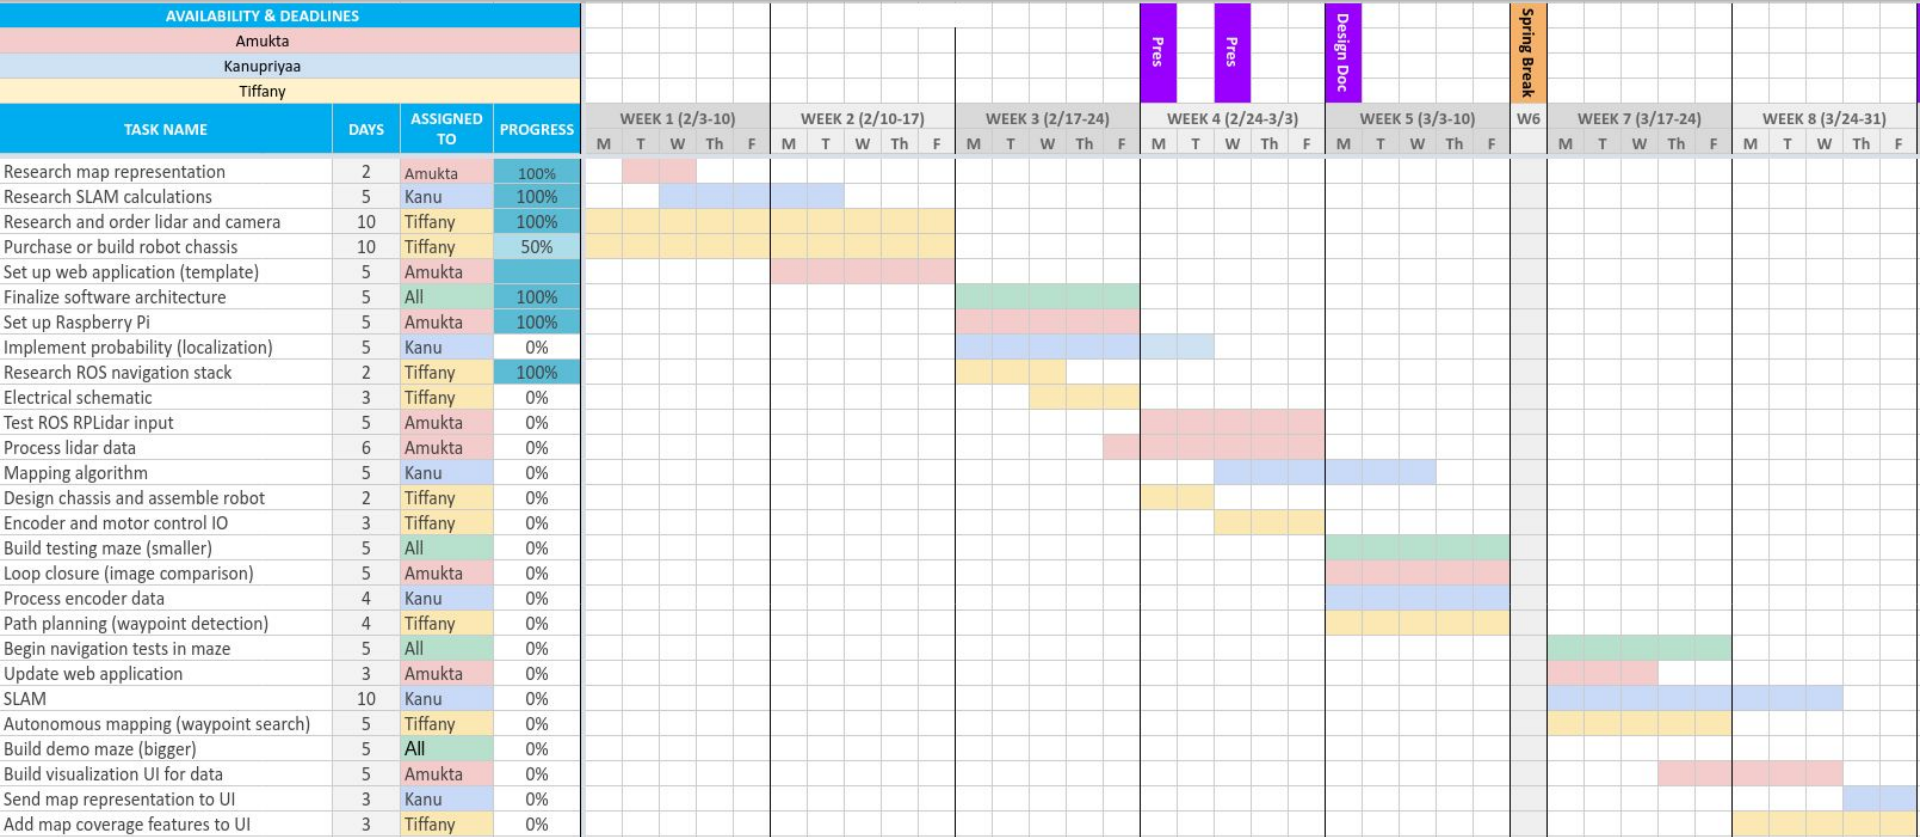 AVAILABILITY & DEADLINES
Amukta
Kanupriyaa
Tiffany
Pres
Pres
Design Doc
Spring Break
TASK NAME DAYS ASSIGNED TO PROGRESS WEEK 1 (2/3-10) WEEK 2 (2/10-17) WEEK 3 (2/17-24) WEEK 4 (2/24-3/3) WEEK 5 (3/3-10) W6 WEEK 7 (3/17-24) WEEK 8 (3/24-31)
M T W Th F M T W Th F M T W Th F M T W Th F M T W Th F M T W Th F M T W Th F
Research map representation 2 Amukta 100%
Research SLAM calculations 5 Kanu 100%
Research and order lidar and camera 10 Tiffany 100%
Purchase or build robot chassis 10 Tiffany 50%
Set up web application (template) 5 Amukta
Finalize software architecture 5 All 100%
Set up Raspberry Pi 5 Amukta 100%
Implement probability (localization) 5 Kanu 0%
Research ROS navigation stack 2 Tiffany 100%
Electrical schematic 3 Tiffany 0%
Test ROS RPLidar input 5 Amukta 0%
Process lidar data 6 Amukta 0%
Mapping algorithm 5 Kanu 0%
Design chassis and assemble robot 2 Tiffany 0%
Encoder and motor control IO 3 Tiffany 0%
Build testing maze (smaller) 5 All 0%
Loop closure (image comparison) 5 Amukta 0%
Process encoder data 4 Kanu 0%
Path planning (waypoint detection) 4 Tiffany 0%
Begin navigation tests in maze 5 All 0%
Update web application 3 Amukta 0%
SLAM 10 Kanu 0%
Autonomous mapping (waypoint search) 5 Tiffany 0%
Build demo maze (bigger) 5 All 0%
Build visualization UI for data 5 Amukta 0%
Send map representation to UI 3 Kanu 0%
Add map coverage features to UI 3 Tiffany 0%